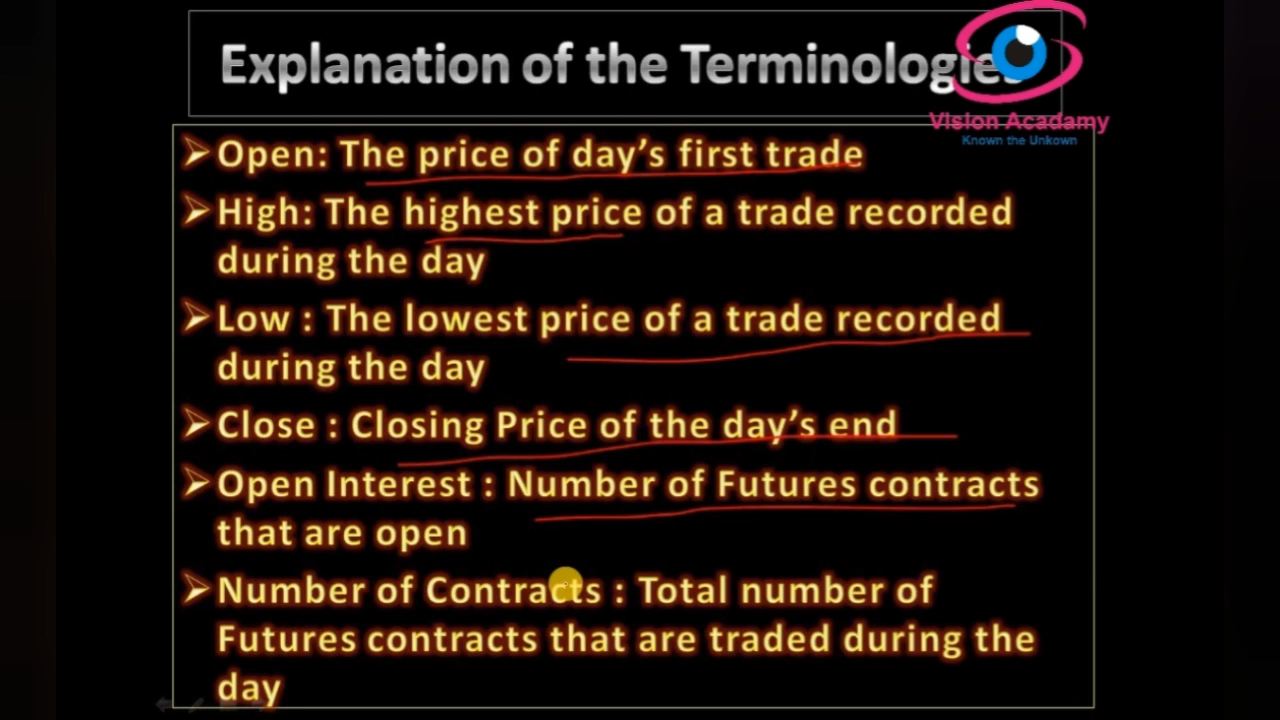 Explanation of the Terminologies
Vision Acadamy
Known the Unkown
➢Open: The price of day's first trade
➢High: The highest price of a trade recorded
during the day
➢Low : The lowest price of a trade recorded
during the day
➢Close : Closing Price of the day's end
➢Open Interest : Number of Futures contracts
that are open
➢Number of Contracts : Total number of
Futures contracts that are traded during the
day